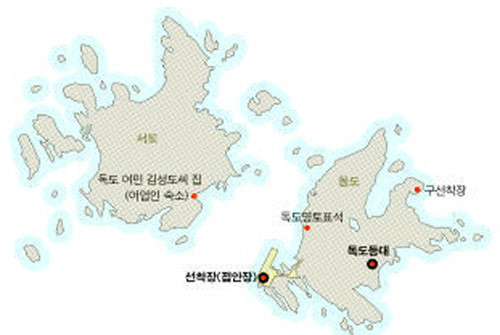 서도
독도 어민 김성도씨 집
(어업인 숙소)
동도
구선착장
독도영토표석
독도등대
선착장(접안장)